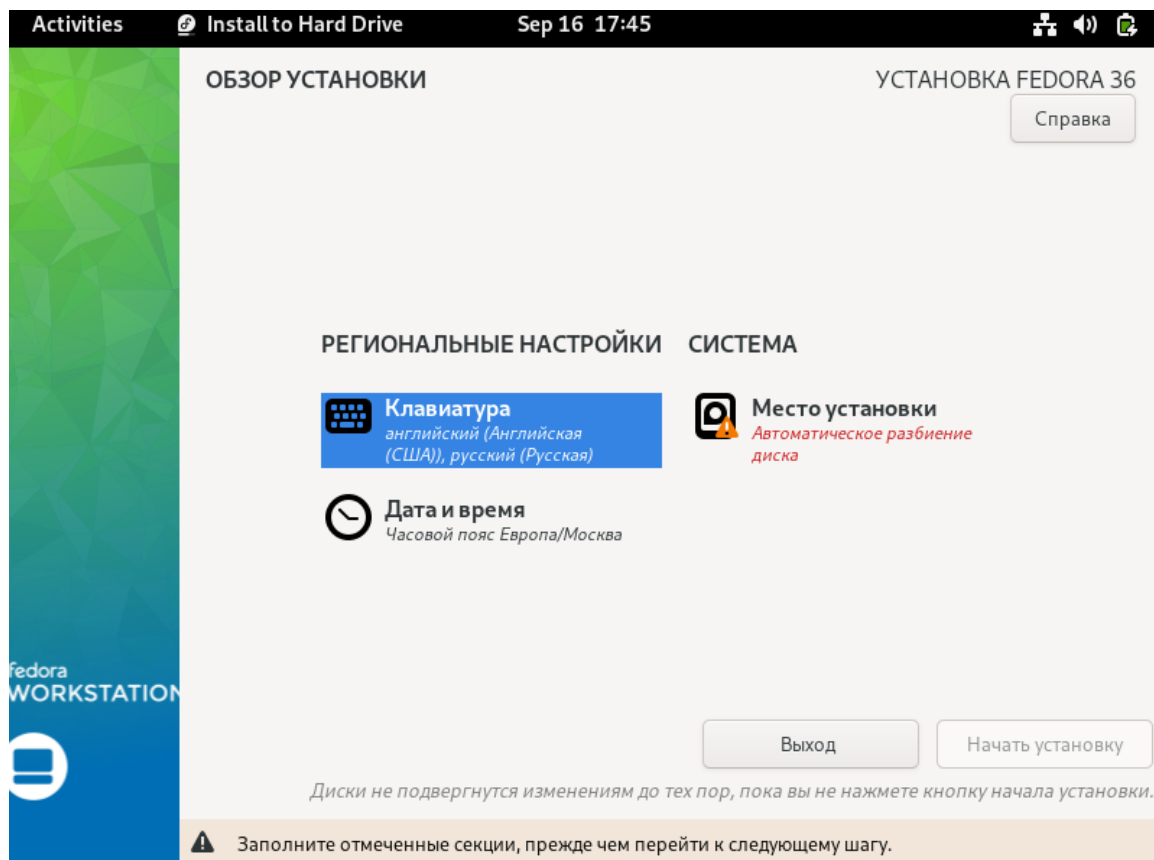 Activities Install to Hard Drive Sep 16 17:45
ОБЗОР УСТАНОВКИ
УСТАНОВКА FEDORA 36
Справка
РЕГИОНАЛЬНЫЕ НАСТРОЙКИ
Клавиатура
английский (Английская
(США)), русский (Русская)
Дата и время
Часовой пояс Европа/Москва
СИСТЕМА
Место установки
Автоматическое разбиение
диска
fedora
WORKSTATION
Выход
Начать установку
Диски не подвергнутся изменениям до тех пор, пока вы не нажмете кнопку начала установки.
Заполните отмеченные секции, прежде чем перейти к следующему шагу.